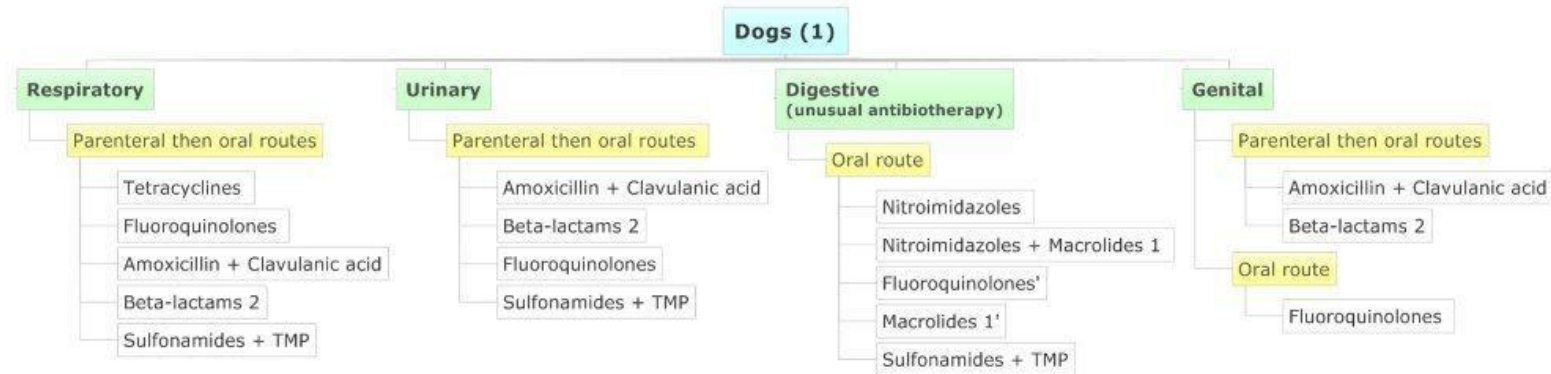 Dogs (1)
Respiratory
Parenteral then oral routes
Tetracyclines
Fluoroquinolones
Amoxicillin + Clavulanic acid
Beta-lactams 2
Sulfonamides + TMP
Urinary
Parenteral then oral routes
Amoxicillin + Clavulanic acid
Beta-lactams 2
Fluoroquinolones
Sulfonamides + TMP
Digestive
(unusual antibiotherapy)
Oral route
Nitroimidazoles
Nitroimidazoles + Macrolides 1
Fluoroquinolones'
Macrolides 1'
Sulfonamides + TMP
Genital
Parenteral then oral routes
Amoxicillin + Clavulanic acid
Beta-lactams 2
Oral route
Fluoroquinolones